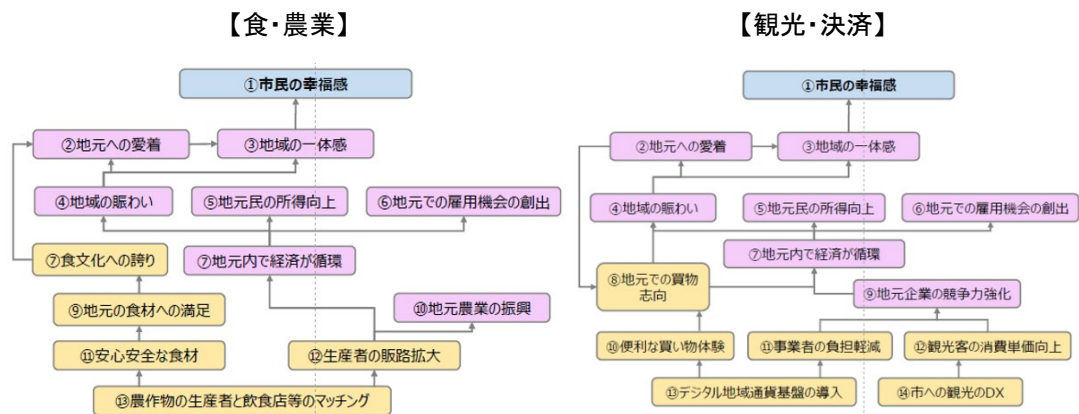 【食・農業】
①市民の幸福感
②地元への愛着
③地域の一体感
④地域の賑わい
⑤地元民の所得向上
⑥地元での雇用機会の創出
⑦食文化への誇り
⑦地元内で経済が循環
⑨地元の食材への満足
⑩地元農業の振興
⑪安心安全な食材
⑫生産者の販路拡大
⑬農作物の生産者と飲食店等のマッチング
【観光・決済】
①市民の幸福感
②地元への愛着
③地域の一体感
④地域の賑わい
⑤地元民の所得向上
⑥地元での雇用機会の創出
⑦地元内で経済が循環
⑧地元での買物
志向
⑨地元企業の競争力強化
⑩便利な買い物体験
⑪事業者の負担軽減
⑫観光客の消費単価向上
⑬デジタル地域通貨基盤の導入
⑭市への観光のDX